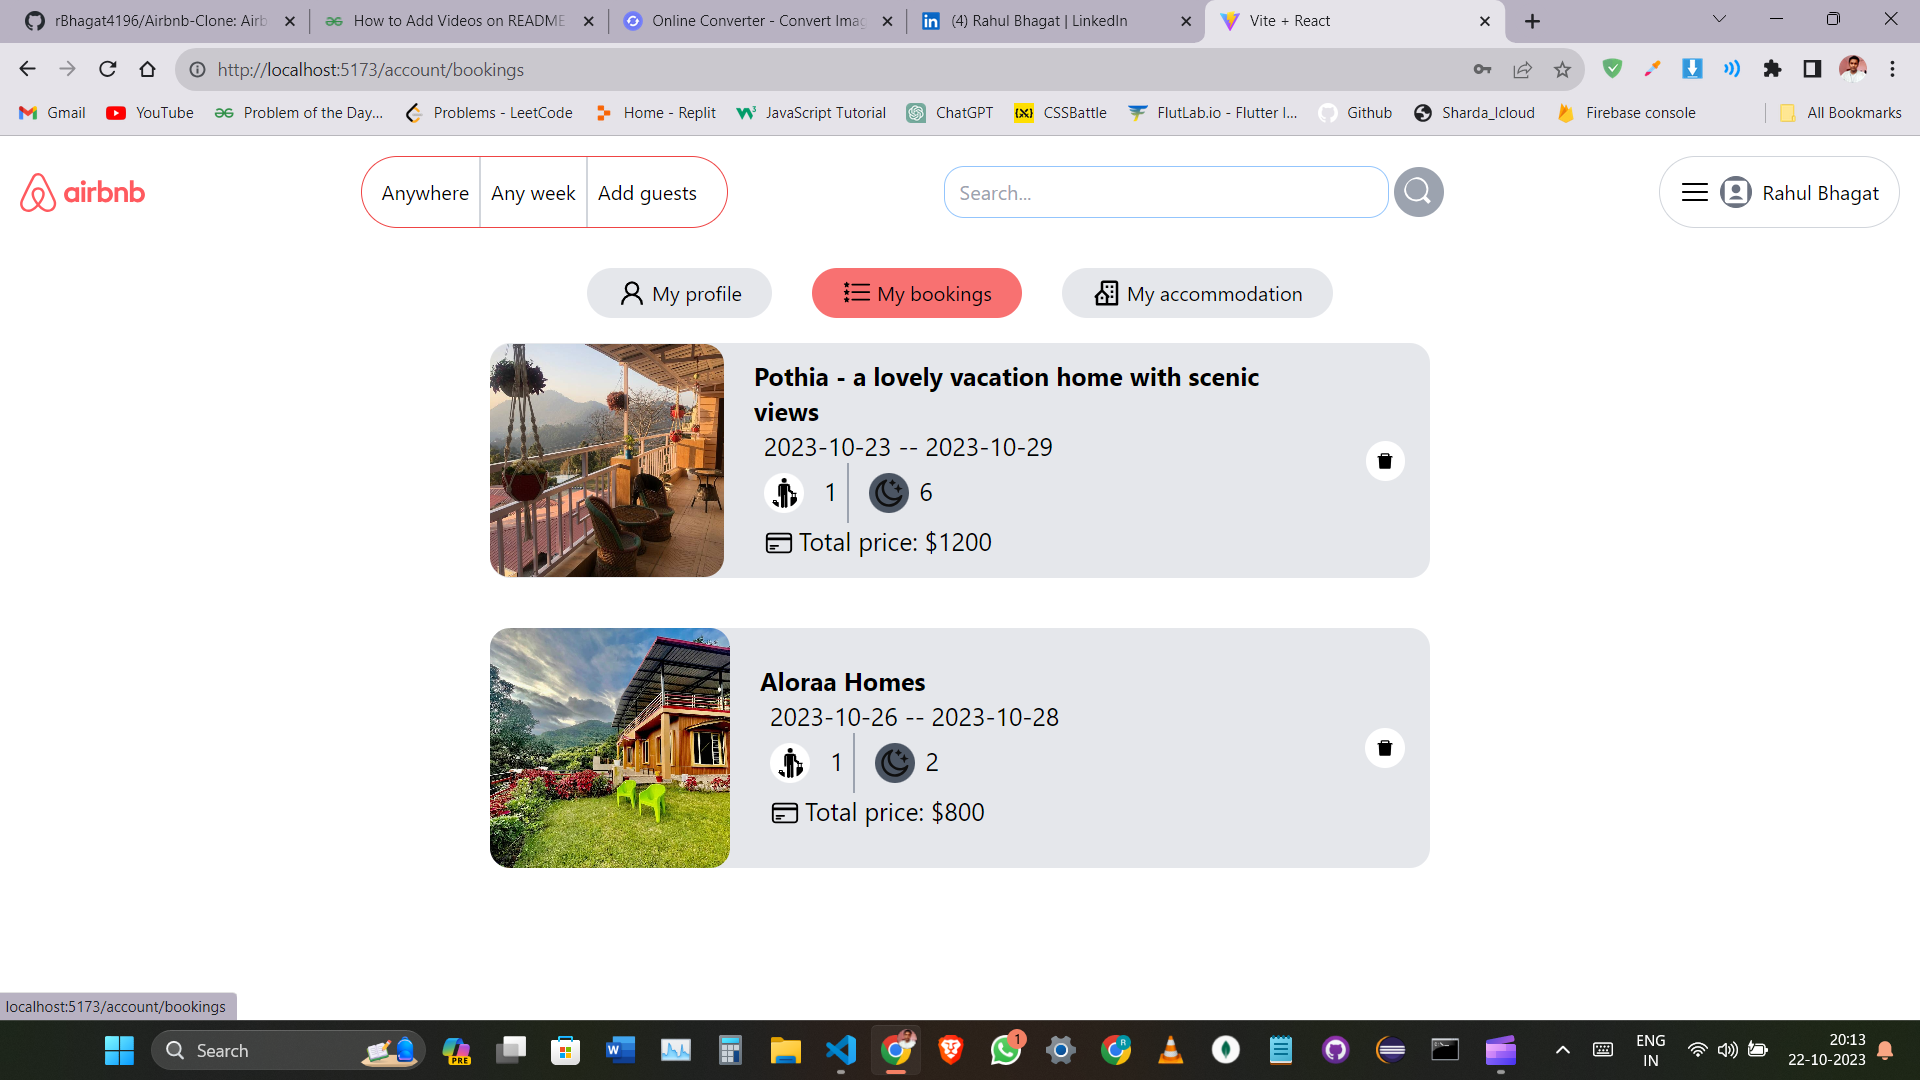 rBhagat4196/Airbnb-Clone: Airb
How to Add Videos on README
Online Converter - Convert Imag
(4) Rahul Bhagat | LinkedIn
Vite + React
http://localhost:5173/account/bookings
Gmail
YouTube
Problem of the Day...
Problems - LeetCode
Home - Replit
JavaScript Tutorial
ChatGPT
CSSBattle
FlutLab.io - Flutter I...
Github
Sharda_Icloud
Firebase console
All Bookmarks
airbnb
Anywhere
Any week
Add guests
Search...
Rahul Bhagat
My profile
My bookings
My accommodation
Pothia - a lovely vacation home with scenic
views
2023-10-23 -- 2023-10-29
1
6
Total price: $1200
Aloraa Homes
2023-10-26 -- 2023-10-28
1
2
Total price: $800
localhost:5173/account/bookings
Search
PRE
1
ENG
IN
20:13
22-10-2023